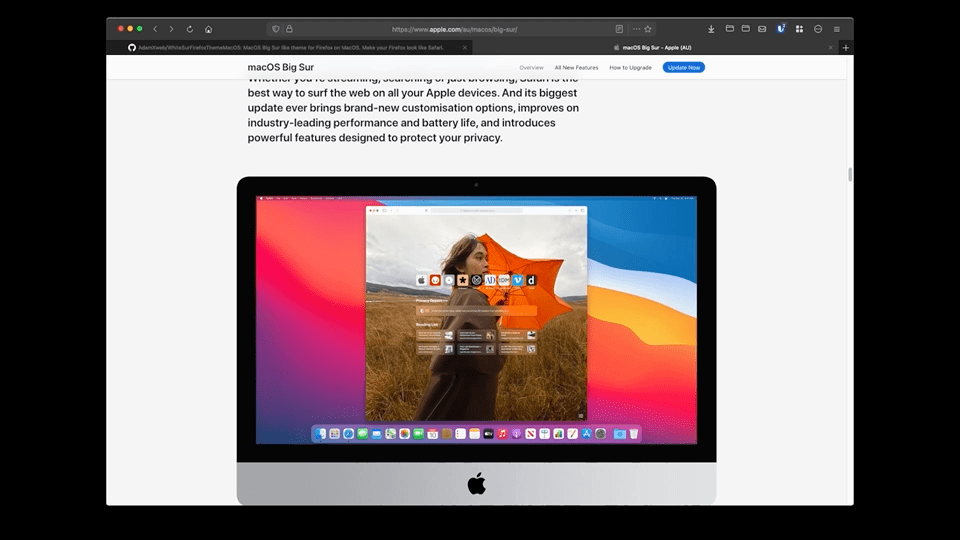 https://www.apple.com/au/macos/big-sur/
AdamXweb/WhiteSurFirefoxThemeMacOS: MacOS Big Sur like theme for Firefox on MacOS. Make your Firefox look like Safari.
macOS Big Sur - Apple (AU)
macOS Big Sur
Overview
All New Features
How to Upgrade
Update Now
Whether you're streaming, searching or just browsing, Safari is the
best way to surf the web on all your Apple devices. And its biggest
update ever brings brand-new customisation options, improves on
industry-leading performance and battery life, and introduces
powerful features designed to protect your privacy.
Reading List